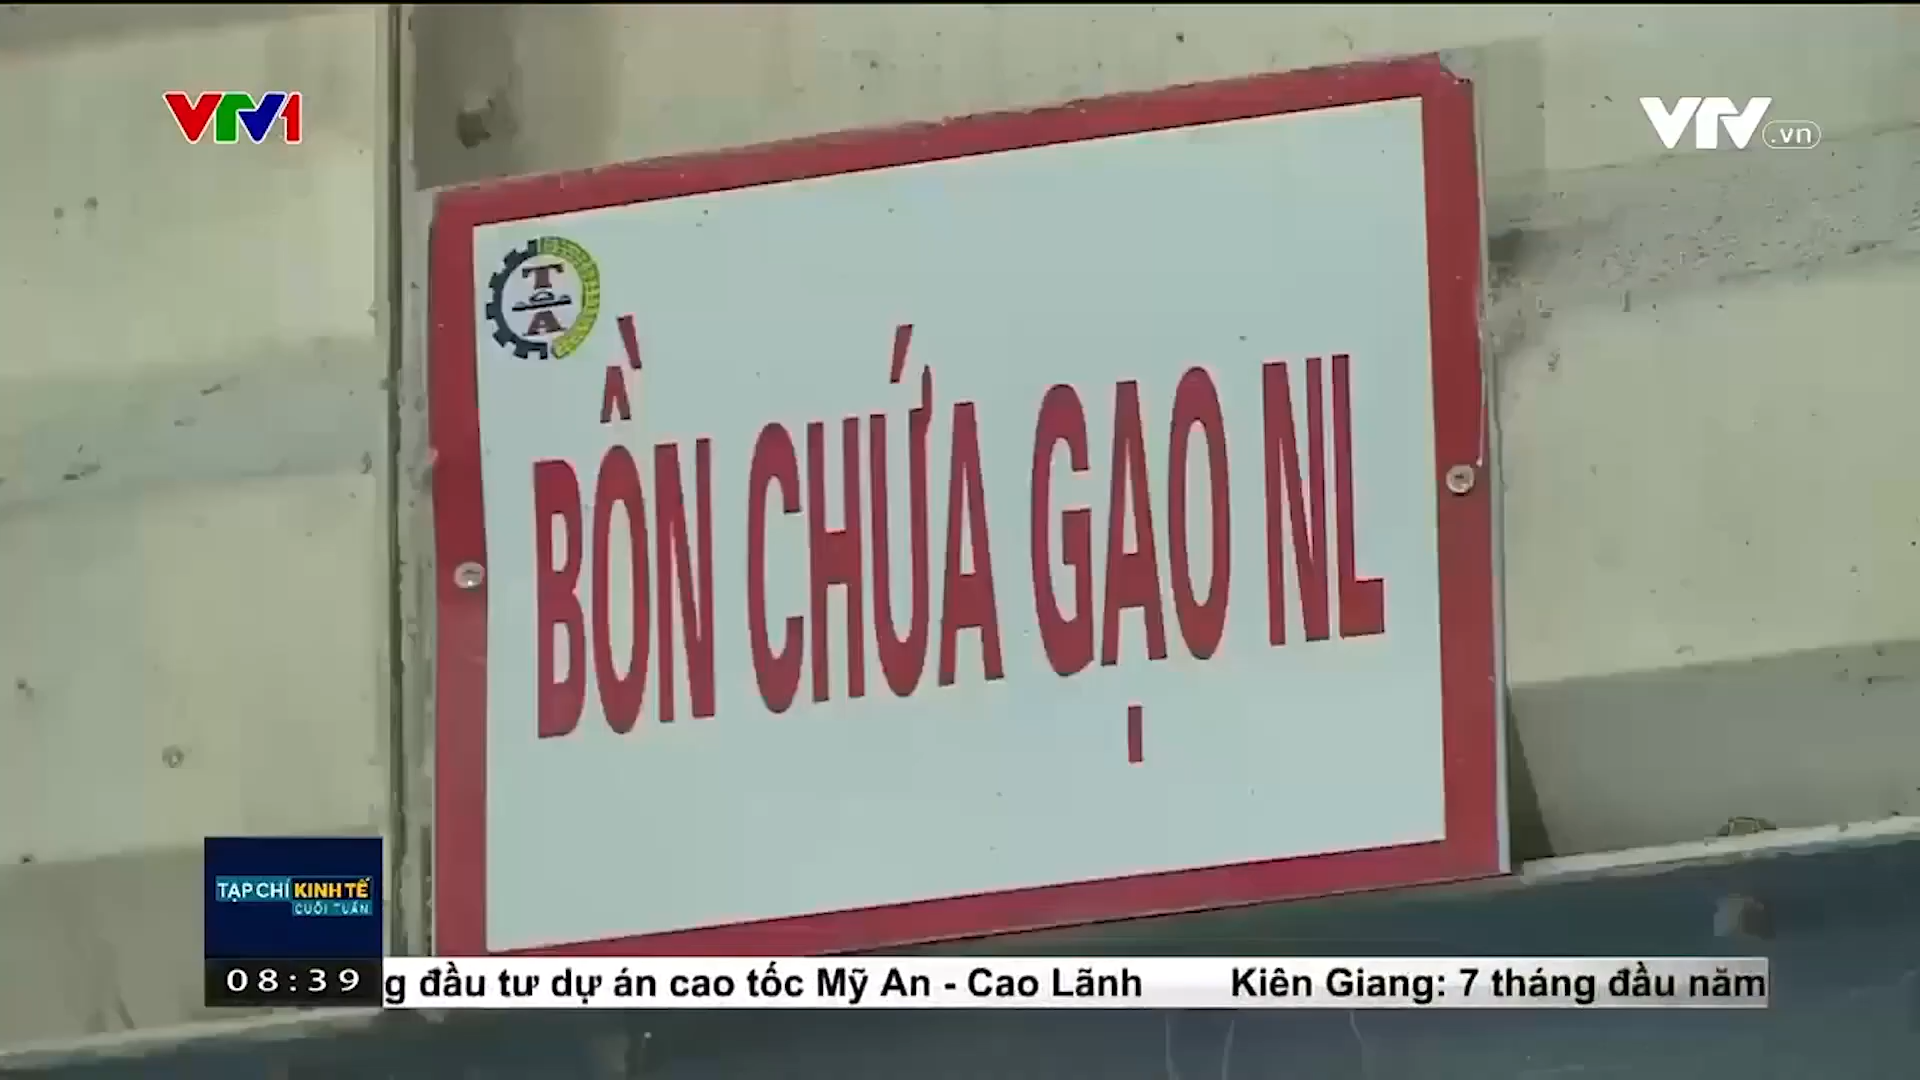 VTV1
VTV.vn
T
A
BỒN CHỨA GẠO NL
TẠP CHÍ KINH TẾ
CUỐI TUẦN
08:39
g đầu tư dự án cao tốc Mỹ An - Cao Lãnh Kiên Giang: 7 tháng đầu năm